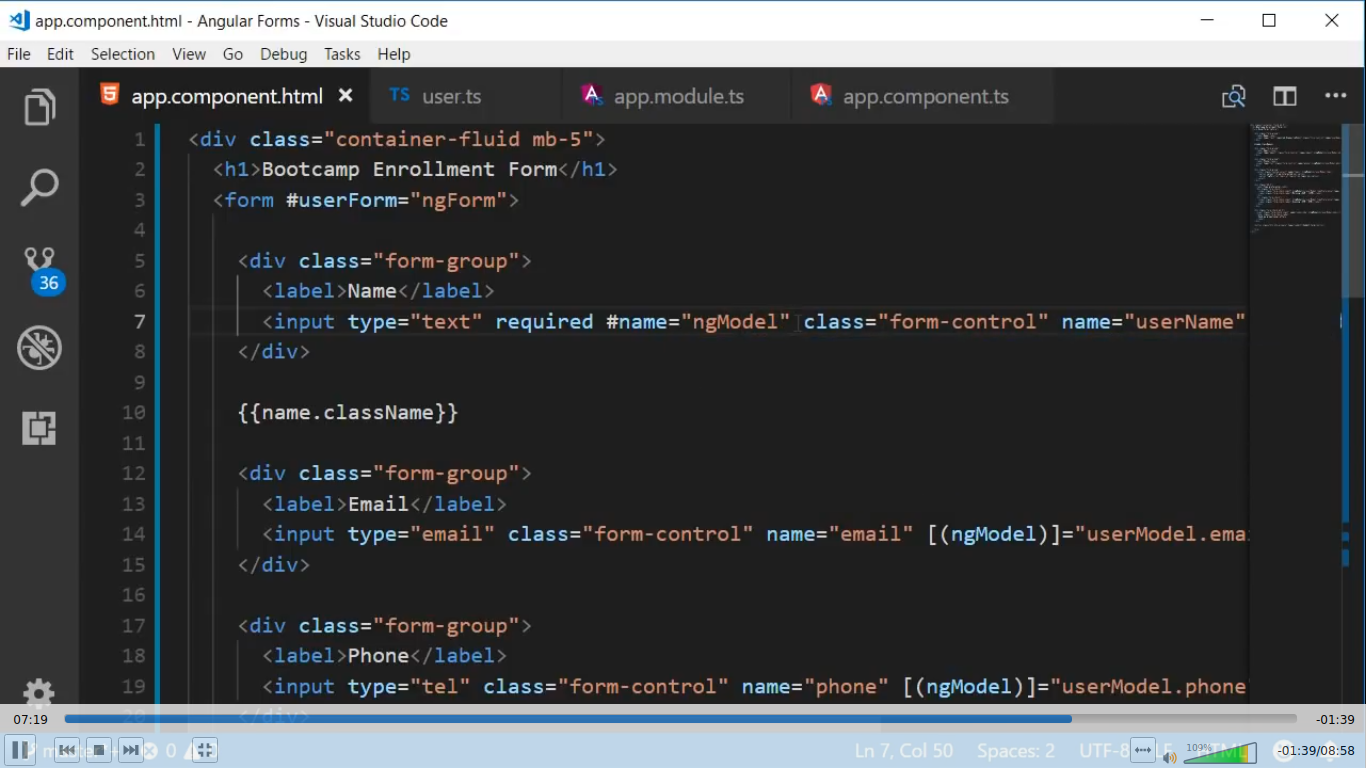 app.component.html - Angular Forms - Visual Studio Code
File Edit Selection View Go Debug Tasks Help
app.component.html TS user.ts app.module.ts app.component.ts
36
1 <div class="container-fluid mb-5">
2 <h1>Bootcamp Enrollment Form</h1>
3 <form #userForm="ngForm">
4
5 <div class="form-group">
6 <label>Name</label>
7 <input type="text" required #name="ngModel" class="form-control" name="userName"
8 </div>
9
10 {{name.className}}
11
12 <div class="form-group">
13 <label>Email</label>
14 <input type="email" class="form-control" name="email" [(ngModel)]="userModel.emai
15 </div>
16
17 <div class="form-group">
18 <label>Phone</label>
19 <input type="tel" class="form-control" name="phone" [(ngModel)]="userModel.phone
20 </div>
07:19 -01:39
0 Ln 7, Col 50 Spaces: 2 UTF-8 HTML 109% -01:39/08:58